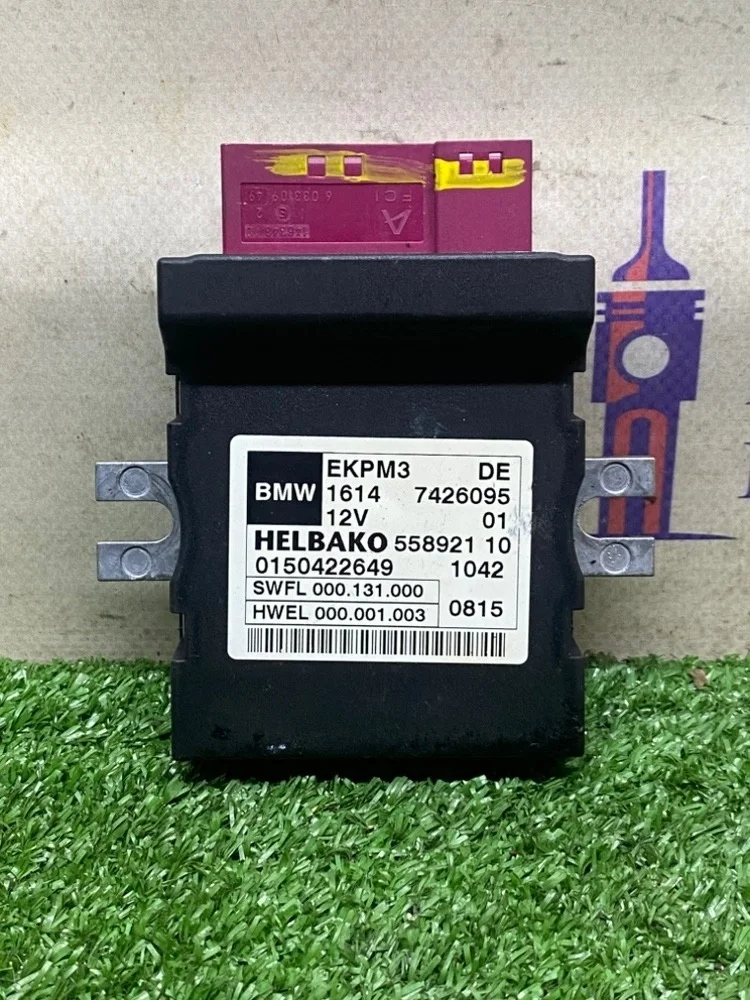 A
FCI
EKPM3 DE
BMW
1614 7426095
12V 01
HELBAKO 558921 10
0150422649 1042
SWFL 000.131.000
HWEL 000.001.003 0815